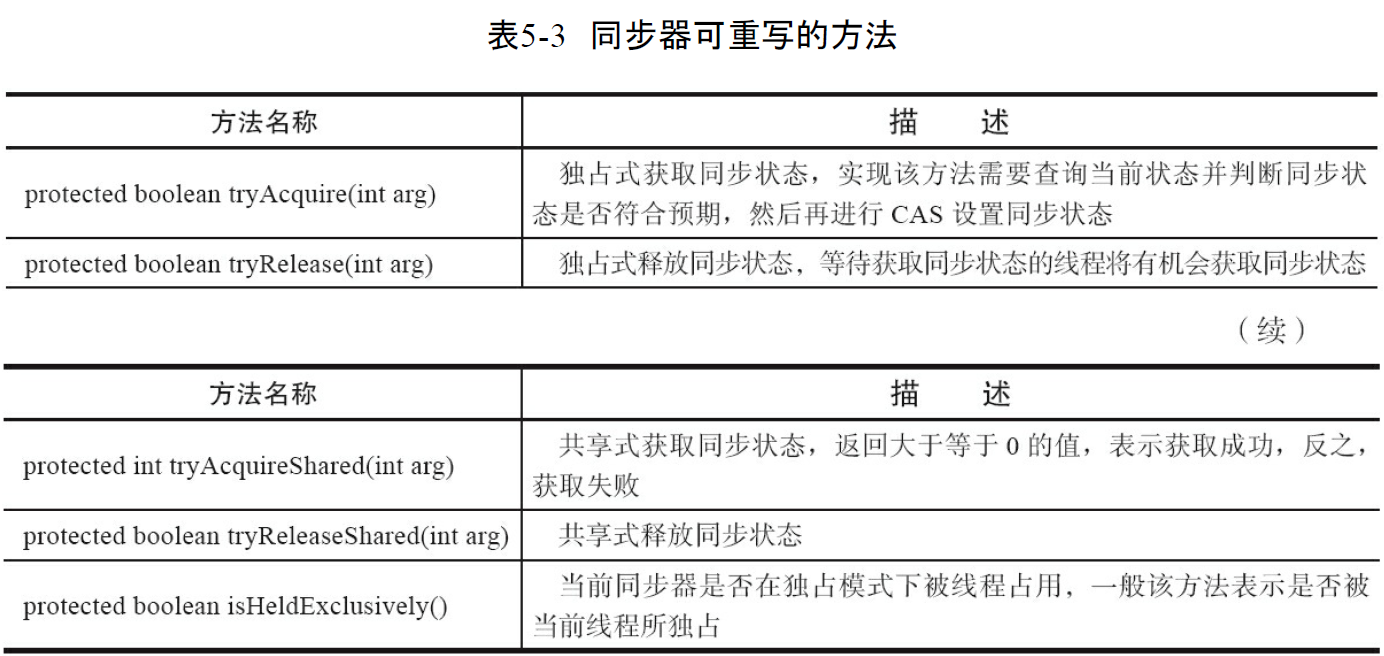 表5-3 同步器可重写的方法
方法名称 描 述
protected boolean tryAcquire(int arg) 独占式获取同步状态，实现该方法需要查询当前状态并判断同步状
态是否符合预期，然后再进行 CAS 设置同步状态
protected boolean tryRelease(int arg) 独占式释放同步状态，等待获取同步状态的线程将有机会获取同步状态
（续）
方法名称 描 述
protected int tryAcquireShared(int arg) 共享式获取同步状态，返回大于等于 0 的值，表示获取成功，反之，
获取失败
protected boolean tryReleaseShared(int arg) 共享式释放同步状态
protected boolean isHeldExclusively() 当前同步器是否在独占模式下被线程占用，一般该方法表示是否被
当前线程所独占